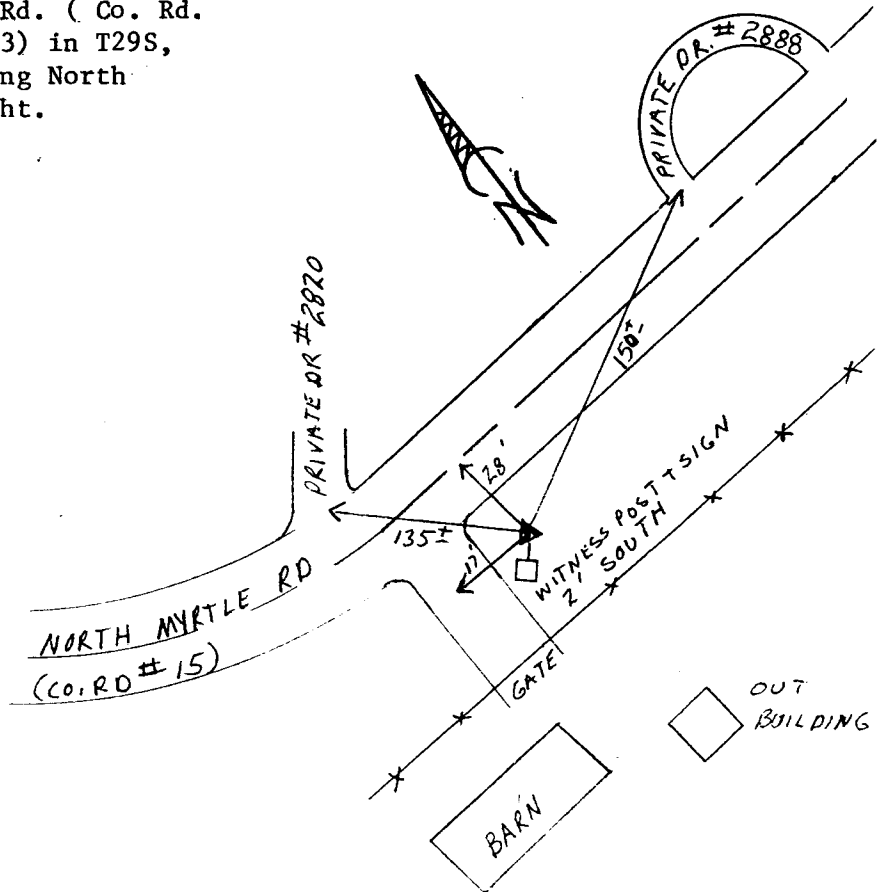 Rd. ( Co. Rd.
3) in T29S,
ng North
ht.
PRIVATE DR. # 2888
N
PRIVATE DR # 2820
150±
28'
135±
17'
WITNESS POST + SIGN
2' SOUTH
NORTH MYRTLE RD
(CO. RD # 15)
GATE
OUT
BUILDING
BARN